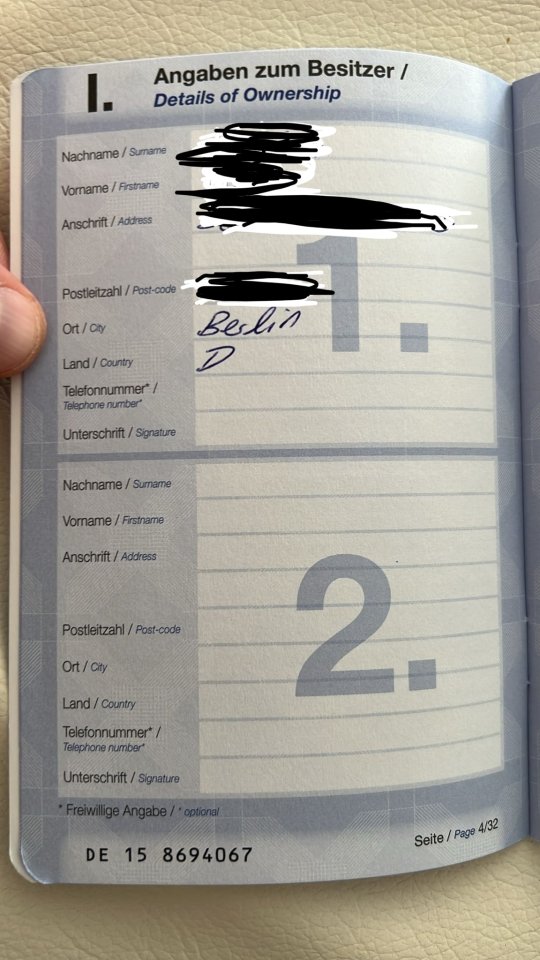 I. Angaben zum Besitzer /
Details of Ownership
Nachname / Surname
Vorname / Firstname
Anschrift / Address
1.
Postleitzahl / Post-code
Ort / City Berlin
Land / Country D
Telefonnummer* /
Telephone number*
Unterschrift / Signature
Nachname / Surname
Vorname / Firstname
Anschrift / Address
2.
Postleitzahl / Post-code
Ort / City
Land / Country
Telefonnummer* /
Telephone number*
Unterschrift / Signature
* Freiwillige Angabe / * optional
Seite / Page 4/32
DE 15 8694067